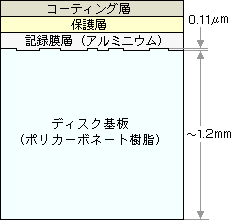 コーティング層
保護層
記録膜層（アルミニウム）
0.11μm
ディスク基板
（ポリカーボネート樹脂）
～1.2mm